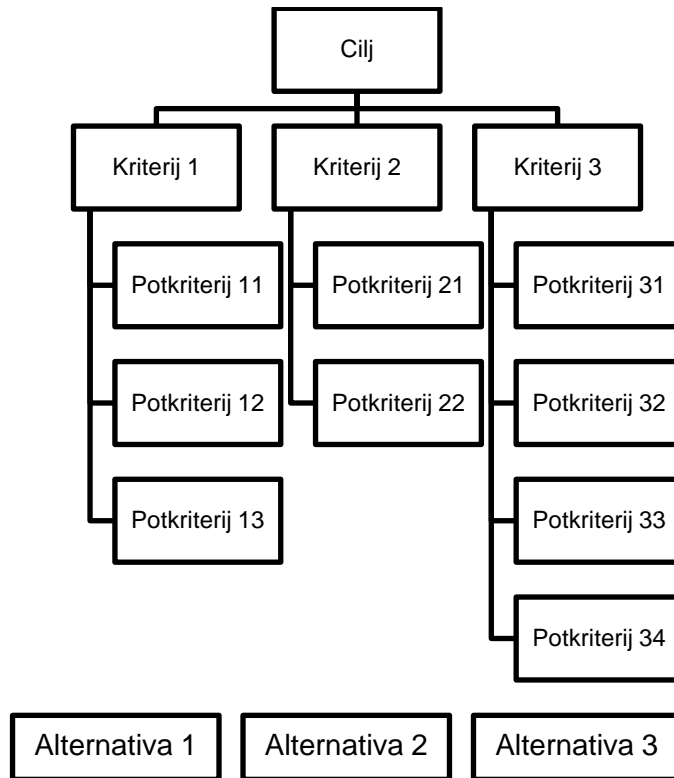 Cilj
Kriterij 1
Kriterij 2
Kriterij 3
Potkriterij 11
Potkriterij 21
Potkriterij 31
Potkriterij 12
Potkriterij 22
Potkriterij 32
Potkriterij 13
Potkriterij 33
Potkriterij 34
Alternativa 1
Alternativa 2
Alternativa 3